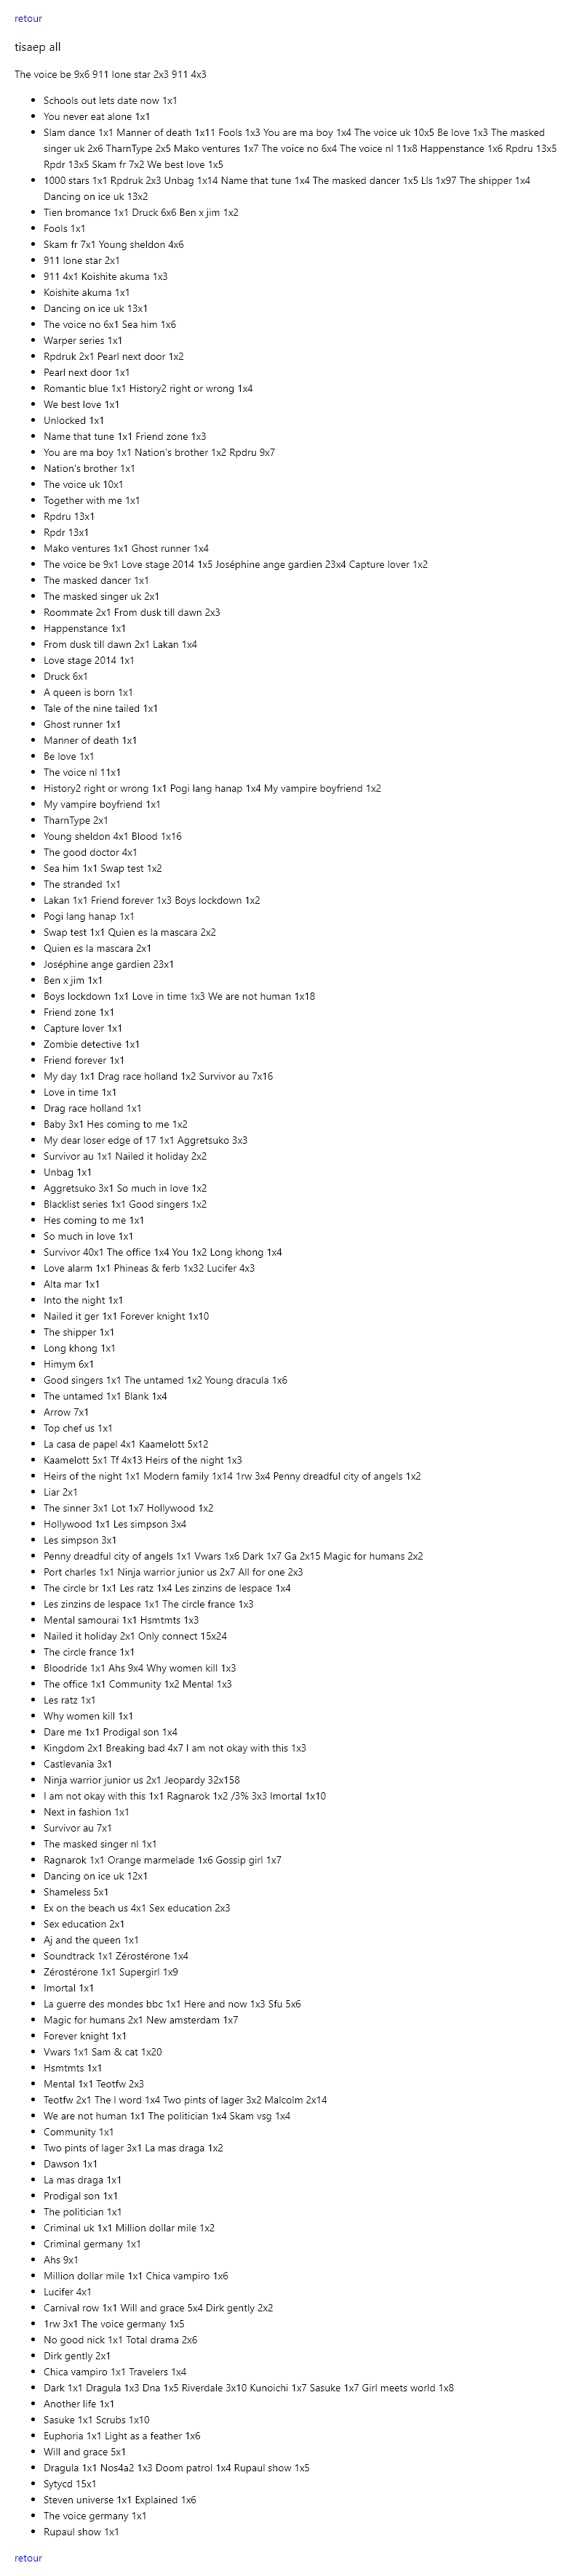 retour
tisaep all
The voice be 9x6 911 lone star 2x3 911 4x3
Schools out lets date now 1x1
You never eat alone 1x1
Slam dance 1x1 Manner of death 1x11 Fools 1x3 You are ma boy 1x4 The voice uk 10x5 Be love 1x3 The masked
singer uk 2x6 TharnType 2x5 Mako ventures 1x7 The voice no 6x4 The voice nl 11x8 Happenstance 1x6 Rpdru 13x5
Rpdr 13x5 Skam fr 7x2 We best love 1x5
1000 stars 1x1 Rpdruk 2x3 Unbag 1x14 Name that tune 1x4 The masked dancer 1x5 Lls 1x97 The shipper 1x4
Dancing on ice uk 13x2
Tien bromance 1x1 Druck 6x6 Ben x jim 1x2
Fools 1x1
Skam fr 7x1 Young sheldon 4x6
911 lone star 2x1
911 4x1 Koishite akuma 1x3
Koishite akuma 1x1
Dancing on ice uk 13x1
The voice no 6x1 Sea him 1x6
Warper series 1x1
Rpdruk 2x1 Pearl next door 1x2
Pearl next door 1x1
Romantic blue 1x1 History2 right or wrong 1x4
We best love 1x1
Unlocked 1x1
Name that tune 1x1 Friend zone 1x3
You are ma boy 1x1 Nation's brother 1x2 Rpdru 9x7
Nation's brother 1x1
The voice uk 10x1
Together with me 1x1
Rpdru 13x1
Rpdr 13x1
Mako ventures 1x1 Ghost runner 1x4
The voice be 9x1 Love stage 2014 1x5 Joséphine ange gardien 23x4 Capture lover 1x2
The masked dancer 1x1
The masked singer uk 2x1
Roommate 2x1 From dusk till dawn 2x3
Happenstance 1x1
From dusk till dawn 2x1 Lakan 1x4
Love stage 2014 1x1
Druck 6x1
A queen is born 1x1
Tale of the nine tailed 1x1
Ghost runner 1x1
Manner of death 1x1
Be love 1x1
The voice nl 11x1
History2 right or wrong 1x1 Pogi lang hanap 1x4 My vampire boyfriend 1x2
My vampire boyfriend 1x1
TharnType 2x1
Young sheldon 4x1 Blood 1x16
The good doctor 4x1
Sea him 1x1 Swap test 1x2
The stranded 1x1
Lakan 1x1 Friend forever 1x3 Boys lockdown 1x2
Pogi lang hanap 1x1
Swap test 1x1 Quien es la mascara 2x2
Quien es la mascara 2x1
Joséphine ange gardien 23x1
Ben x jim 1x1
Boys lockdown 1x1 Love in time 1x3 We are not human 1x18
Friend zone 1x1
Capture lover 1x1
Zombie detective 1x1
Friend forever 1x1
My day 1x1 Drag race holland 1x2 Survivor au 7x16
Love in time 1x1
Drag race holland 1x1
Baby 3x1 Hes coming to me 1x2
My dear loser edge of 17 1x1 Aggretsuko 3x3
Survivor au 1x1 Nailed it holiday 2x2
Unbag 1x1
Aggretsuko 3x1 So much in love 1x2
Blacklist series 1x1 Good singers 1x2
Hes coming to me 1x1
So much in love 1x1
Survivor 40x1 The office 1x4 You 1x2 Long khong 1x4
Love alarm 1x1 Phineas & ferb 1x32 Lucifer 4x3
Alta mar 1x1
Into the night 1x1
Nailed it ger 1x1 Forever knight 1x10
The shipper 1x1
Long khong 1x1
Himym 6x1
Good singers 1x1 The untamed 1x2 Young dracula 1x6
The untamed 1x1 Blank 1x4
Arrow 7x1
Top chef us 1x1
La casa de papel 4x1 Kaamelott 5x12
Kaamelott 5x1 Tf 4x13 Heirs of the night 1x3
Heirs of the night 1x1 Modern family 1x14 1rw 3x4 Penny dreadful city of angels 1x2
Liar 2x1
The sinner 3x1 Lot 1x7 Hollywood 1x2
Hollywood 1x1 Les simpson 3x4
Les simpson 3x1
Penny dreadful city of angels 1x1 Vwars 1x6 Dark 1x7 Ga 2x15 Magic for humans 2x2
Port charles 1x1 Ninja warrior junior us 2x7 All for one 2x3
The circle br 1x1 Les ratz 1x4 Les zinzins de lespace 1x4
Les zinzins de lespace 1x1 The circle france 1x3
Mental samourai 1x1 Hsmtmts 1x3
Nailed it holiday 2x1 Only connect 15x24
The circle france 1x1
Bloodride 1x1 Ahs 9x4 Why women kill 1x3
The office 1x1 Community 1x2 Mental 1x3
Les ratz 1x1
Why women kill 1x1
Dare me 1x1 Prodigal son 1x4
Kingdom 2x1 Breaking bad 4x7 I am not okay with this 1x3
Castlevania 3x1
Ninja warrior junior us 2x1 Jeopardy 32x158
I am not okay with this 1x1 Ragnarok 1x2 /3% 3x3 Imortal 1x10
Next in fashion 1x1
Survivor au 7x1
The masked singer nl 1x1
Ragnarok 1x1 Orange marmelade 1x6 Gossip girl 1x7
Dancing on ice uk 12x1
Shameless 5x1
Ex on the beach us 4x1 Sex education 2x3
Sex education 2x1
Aj and the queen 1x1
Soundtrack 1x1 Zérostérone 1x4
Zérostérone 1x1 Supergirl 1x9
Imortal 1x1
La guerre des mondes bbc 1x1 Here and now 1x3 Sfu 5x6
Magic for humans 2x1 New amsterdam 1x7
Forever knight 1x1
Vwars 1x1 Sam & cat 1x20
Hsmtmts 1x1
Mental 1x1 Teotfw 2x3
Teotfw 2x1 The l word 1x4 Two pints of lager 3x2 Malcolm 2x14
We are not human 1x1 The politician 1x4 Skam vsg 1x4
Community 1x1
Two pints of lager 3x1 La mas draga 1x2
Dawson 1x1
La mas draga 1x1
Prodigal son 1x1
The politician 1x1
Criminal uk 1x1 Million dollar mile 1x2
Criminal germany 1x1
Ahs 9x1
Million dollar mile 1x1 Chica vampiro 1x6
Lucifer 4x1
Carnival row 1x1 Will and grace 5x4 Dirk gently 2x2
1rw 3x1 The voice germany 1x5
No good nick 1x1 Total drama 2x6
Dirk gently 2x1
Chica vampiro 1x1 Travelers 1x4
Dark 1x1 Dragula 1x3 Dna 1x5 Riverdale 3x10 Kunoichi 1x7 Sasuke 1x7 Girl meets world 1x8
Another life 1x1
Sasuke 1x1 Scrubs 1x10
Euphoria 1x1 Light as a feather 1x6
Will and grace 5x1
Dragula 1x1 Nos4a2 1x3 Doom patrol 1x4 Rupaul show 1x5
Sytycd 15x1
Steven universe 1x1 Explained 1x6
The voice germany 1x1
Rupaul show 1x1
retour